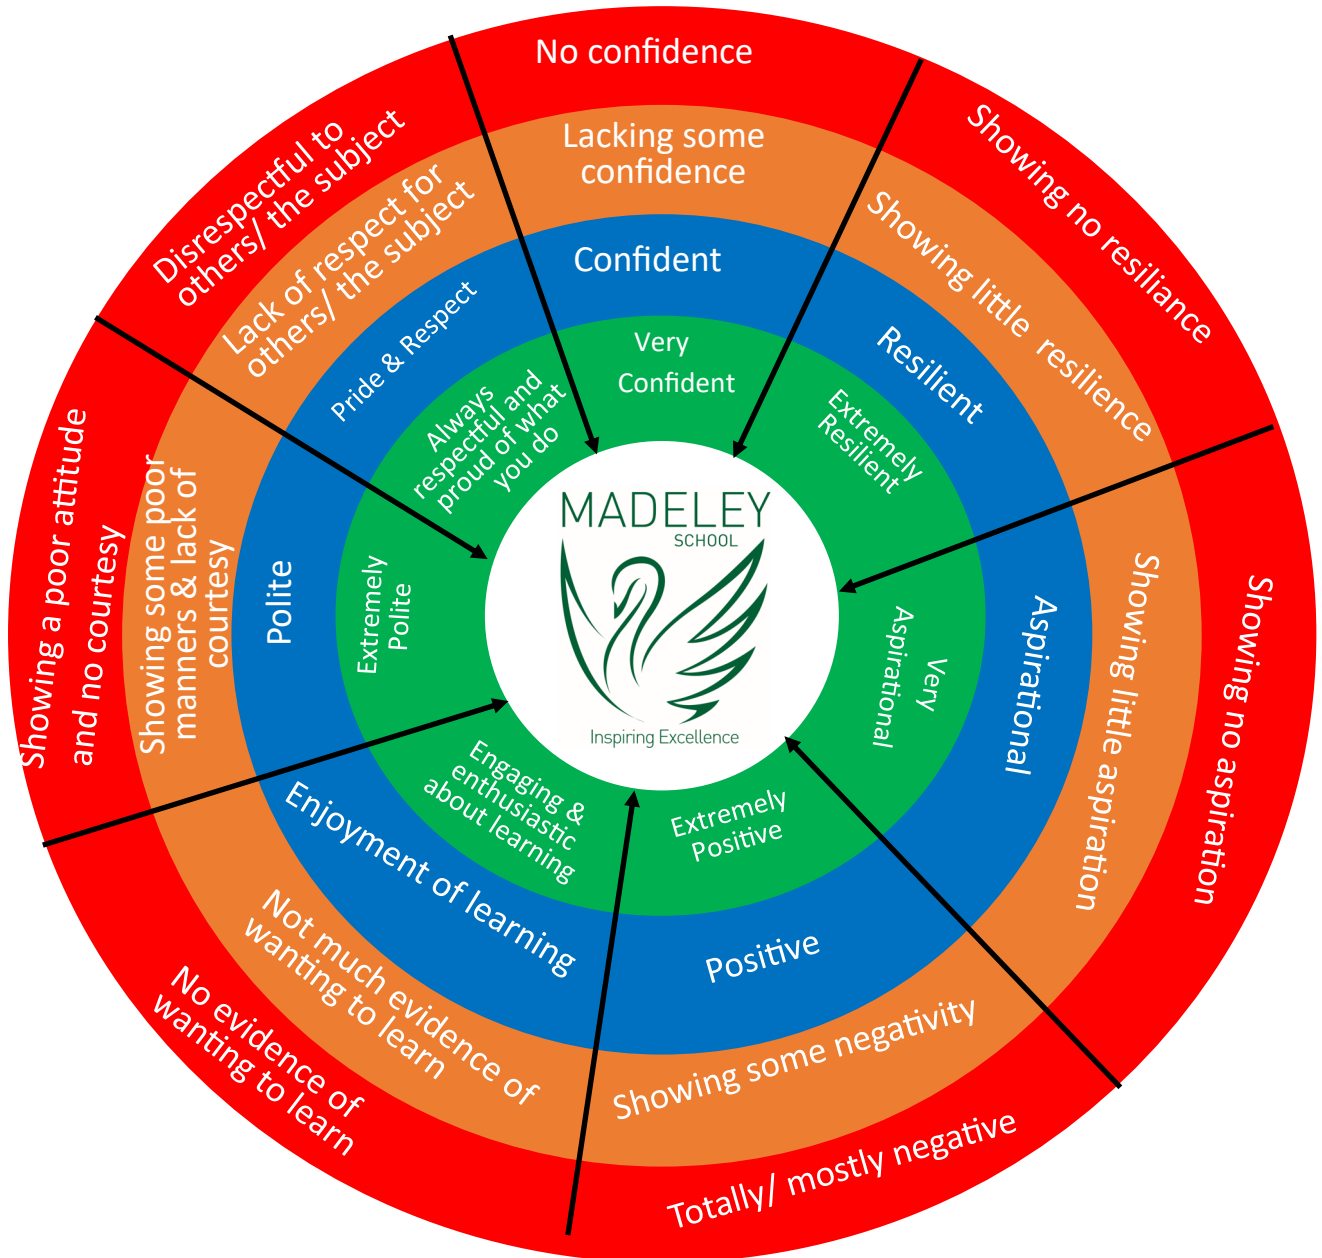 No confidence
Lacking some
confidence
Confident
Very
Confident
Showing no resiliance
Showing little resilience
Resilient
Extremely
Resilient
Showing no aspiration
Showing little aspiration
Aspirational
Very
Aspirational
Totally/ mostly negative
Showing some negativity
Positive
Extremely
Positive
No evidence of
wanting to learn
Not much evidence of
wanting to learn
Enjoyment of learning
Engaging &
enthusiastic
about learning
Showing a poor attitude
and no courtesy
Showing some poor
manners & lack of
courtesy
Polite
Extremely
Polite
Disrespectful to
others/ the subject
Lack of respect for
others/ the subject
Pride & Respect
Always
respectful and
proud of what
you do
MADELEY
SCHOOL
Inspiring Excellence